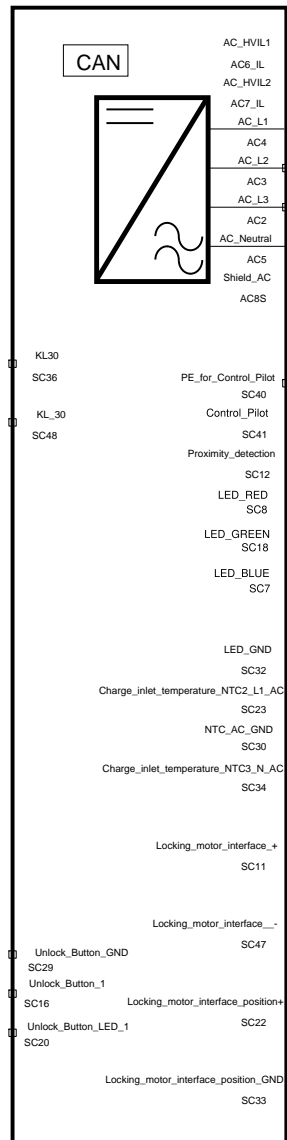 CAN
AC_HVIL1
AC6_IL
AC_HVIL2
AC7_IL
AC_L1
AC4
AC_L2
AC3
AC_L3
AC2
AC_Neutral
AC5
Shield_AC
AC8S
KL30
SC36
KL_30
SC48
PE_for_Control_Pilot
SC40
Control_Pilot
SC41
Proximity_detection
SC12
LED_RED
SC8
LED_GREEN
SC18
LED_BLUE
SC7
LED_GND
SC32
Charge_inlet_temperature_NTC2_L1_AC
SC23
NTC_AC_GND
SC30
Charge_inlet_temperature_NTC3_N_AC
SC34
Locking_motor_interface_+
SC11
Locking_motor_interface__-
SC47
Unlock_Button_GND
SC29
Unlock_Button_1
SC16
Unlock_Button_LED_1
SC20
Locking_motor_interface_position+
SC22
Locking_motor_interface_position_GND
SC33